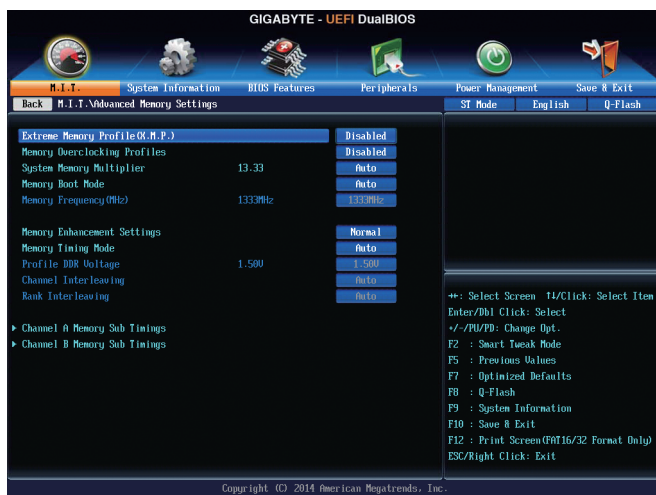 GIGABYTE - UEFI DualBIOS
M.I.T. System Information BIOS Features Peripherals Power Management Save & Exit
Back M.I.T.\Advanced Memory Settings ST Mode English Q-Flash
Extreme Memory Profile(X.M.P.) Disabled
Memory Overclocking Profiles Disabled
System Memory Multiplier 13.33 Auto
Memory Boot Mode Auto
Memory Frequency(MHz) 1333MHz 1333MHz
Memory Enhancement Settings Normal
Memory Timing Mode Auto
Profile DDR Voltage 1.50V 1.50V
Channel Interleaving Auto
Rank Interleaving Auto
Channel A Memory Sub Timings
Channel B Memory Sub Timings
→←: Select Screen ↑↓/Click: Select Item
Enter/Dbl Click: Select
+/-/PU/PD: Change Opt.
F2 : Smart Tweak Mode
F5 : Previous Values
F7 : Optimized Defaults
F8 : Q-Flash
F9 : System Information
F10 : Save & Exit
F12 : Print Screen(FAT16/32 Format Only)
ESC/Right Click: Exit
Copyright (C) 2014 American Megatrends, Inc.